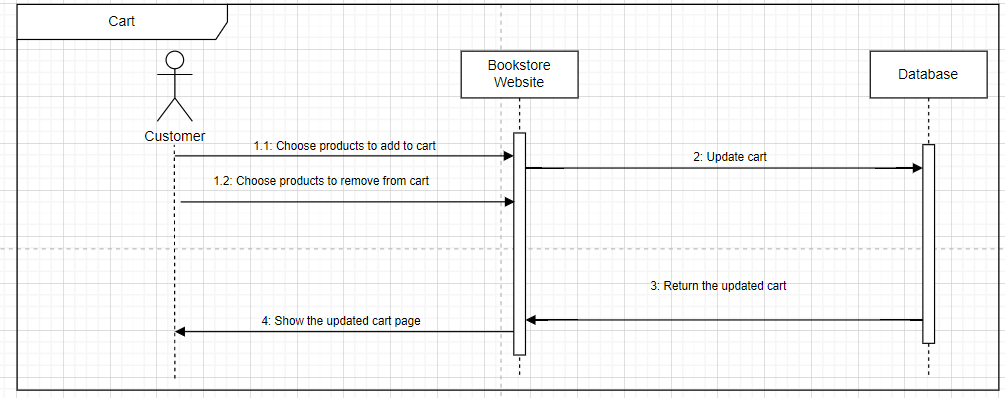 Cart
Bookstore
Website
Database
Customer
1.1: Choose products to add to cart
2: Update cart
1.2: Choose products to remove from cart
3: Return the updated cart
4: Show the updated cart page